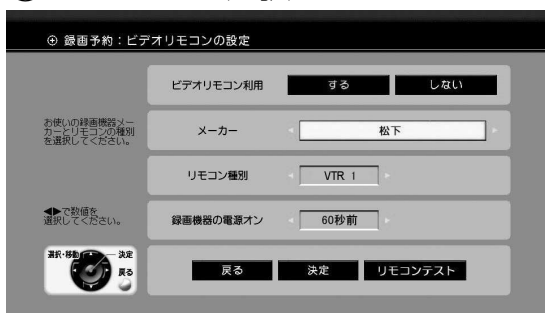 ⊕ 録画予約：ビデオリモコンの設定
ビデオリモコン利用 する しない
お使いの録画機器メー
カーとリモコンの種別
を選択してください。
メーカー 松下
リモコン種別 VTR 1
◀▶で数値を
選択してください。
録画機器の電源オン 60秒前
選択・移動 決定
戻る
戻る 決定 リモコンテスト